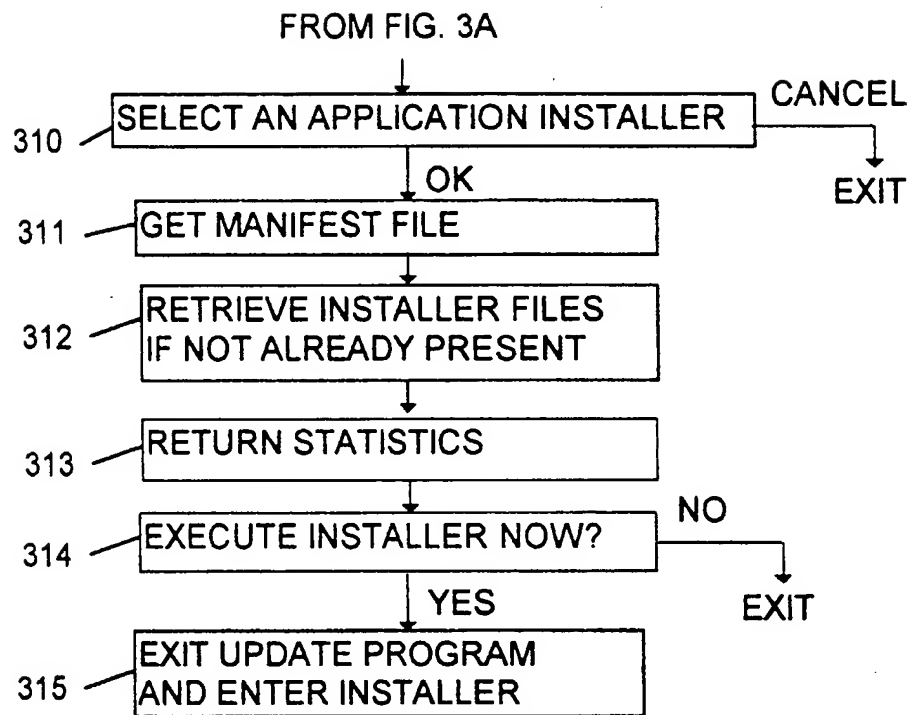 FROM FIG. 3A
CANCEL
310 SELECT AN APPLICATION INSTALLER
EXIT
OK
311 GET MANIFEST FILE
312 RETRIEVE INSTALLER FILES
IF NOT ALREADY PRESENT
313 RETURN STATISTICS
NO
314 EXECUTE INSTALLER NOW?
YES
EXIT
315 EXIT UPDATE PROGRAM
AND ENTER INSTALLER